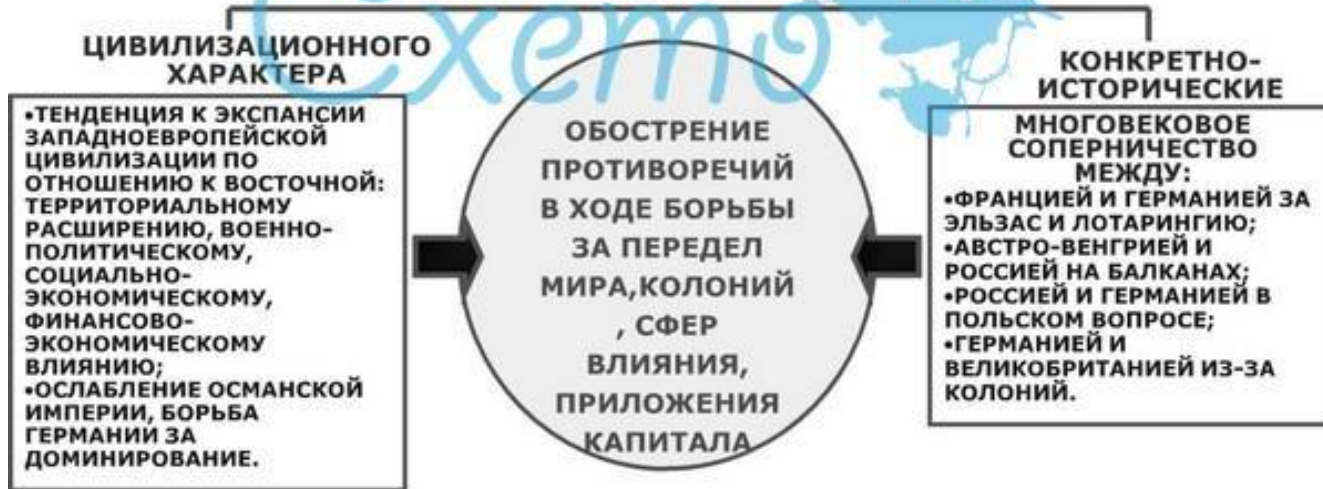 Схемо
ЦИВИЛИЗАЦИОННОГО
ХАРАКТЕРА
•ТЕНДЕНЦИЯ К ЭКСПАНСИИ
ЗАПАДНОЕВРОПЕЙСКОЙ
ЦИВИЛИЗАЦИИ ПО
ОТНОШЕНИЮ К ВОСТОЧНОЙ:
ТЕРРИТОРИАЛЬНОМУ
РАСШИРЕНИЮ, ВОЕННО-
ПОЛИТИЧЕСКОМУ,
СОЦИАЛЬНО-
ЭКОНОМИЧЕСКОМУ,
ФИНАНСОВО-
ЭКОНОМИЧЕСКОМУ
ВЛИЯНИЮ;
•ОСЛАБЛЕНИЕ ОСМАНСКОЙ
ИМПЕРИИ, БОРЬБА
ГЕРМАНИИ ЗА
ДОМИНИРОВАНИЕ.
ОБОСТРЕНИЕ
ПРОТИВОРЕЧИЙ
В ХОДЕ БОРЬБЫ
ЗА ПЕРЕДЕЛ
МИРА,КОЛОНИЙ
, СФЕР
ВЛИЯНИЯ,
ПРИЛОЖЕНИЯ
КАПИТАЛА
КОНКРЕТНО-
ИСТОРИЧЕСКИЕ
МНОГОВЕКОВОЕ
СОПЕРНИЧЕСТВО
МЕЖДУ:
•ФРАНЦИЕЙ И ГЕРМАНИЕЙ ЗА
ЭЛЬЗАС И ЛОТАРИНГИЮ;
•АВСТРО-ВЕНГРИЕЙ И
РОССИЕЙ НА БАЛКАНАХ;
•РОССИЕЙ И ГЕРМАНИЕЙ В
ПОЛЬСКОМ ВОПРОСЕ;
•ГЕРМАНИЕЙ И
ВЕЛИКОБРИТАНИЕЙ ИЗ-ЗА
КОЛОНИЙ.